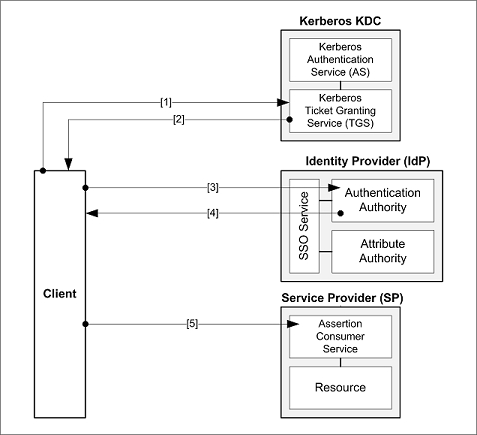 Kerberos KDC
Kerberos
Authentication
Service (AS)
[1]
Kerberos
Ticket Granting
Service (TGS)
[2]
Identity Provider (IdP)
[3]
Authentication
Authority
[4]
SSO Service
Attribute
Authority
Client
Service Provider (SP)
[5]
Assertion
Consumer
Service
Resource